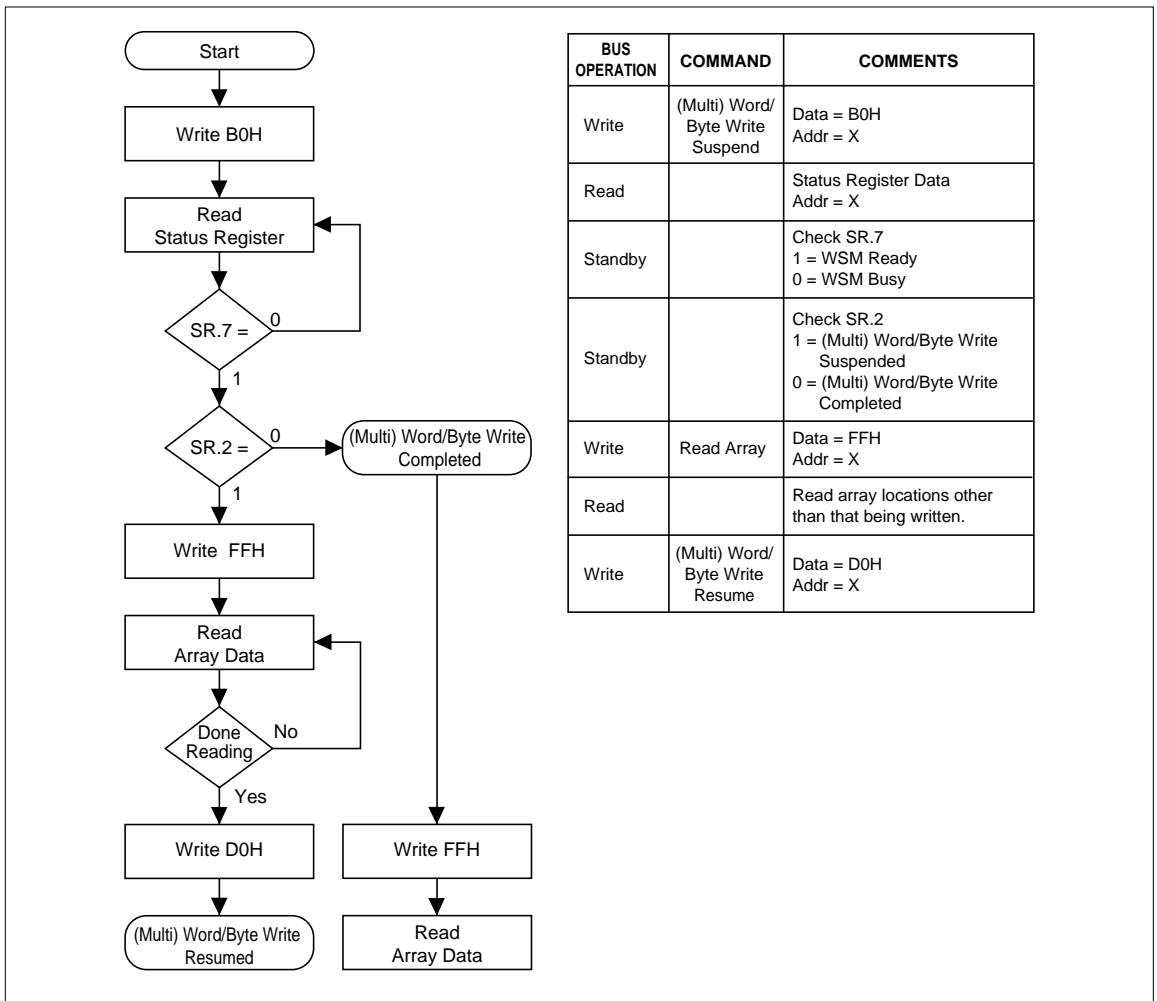 Start
Write B0H
Read
Status Register
SR.7 =
0
1
SR.2 =
0
1
(Multi) Word/Byte Write
Completed
Write FFH
Read
Array Data
Done
Reading
No
Yes
Write D0H
(Multi) Word/Byte Write
Resumed
Write FFH
Read
Array Data
BUS
OPERATION
COMMAND
COMMENTS
Write
(Multi) Word/
Byte Write
Suspend
Data = B0H
Addr = X
Read
Status Register Data
Addr = X
Standby
Check SR.7
1 = WSM Ready
0 = WSM Busy
Standby
Check SR.2
1 = (Multi) Word/Byte Write
Suspended
0 = (Multi) Word/Byte Write
Completed
Write
Read Array
Data = FFH
Addr = X
Read
Read array locations other
than that being written.
Write
(Multi) Word/
Byte Write
Resume
Data = D0H
Addr = X